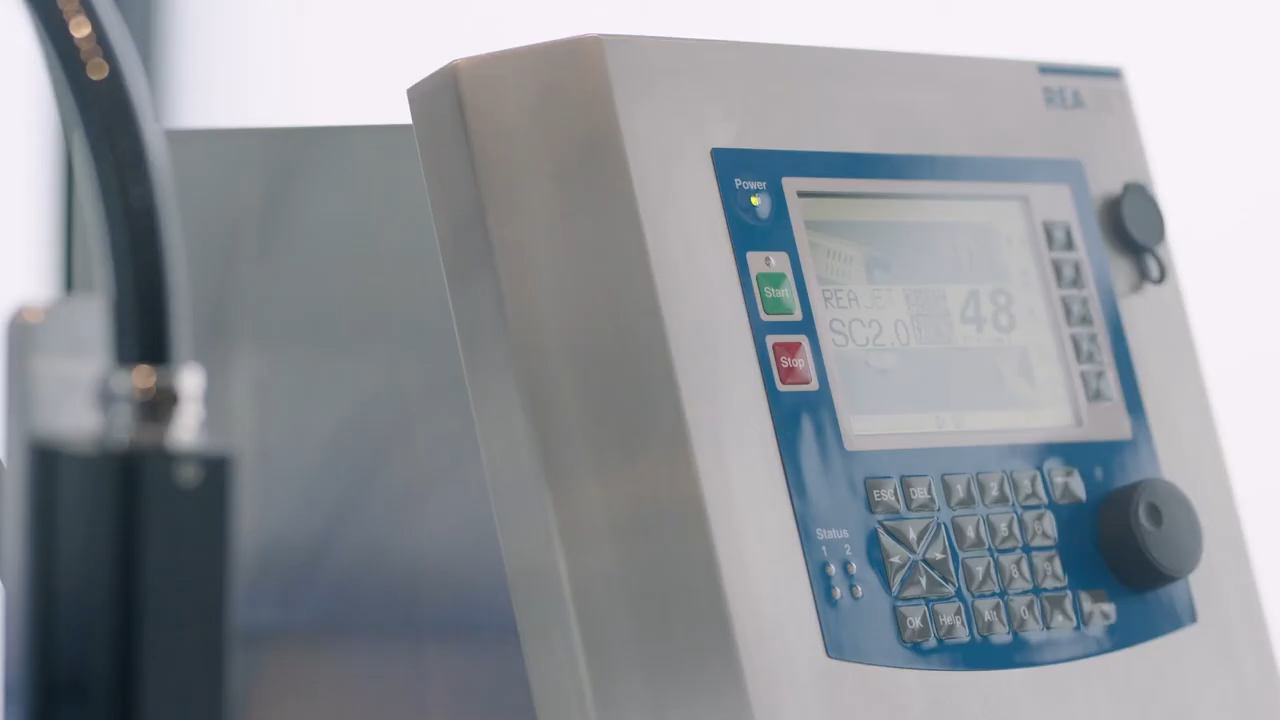 REA
Power
Start
Stop
REA JET
SC2.0
48
ESC DEL 1 2 3
4 5 6
7 8 9
OK Help Alt 0
Status
1 2